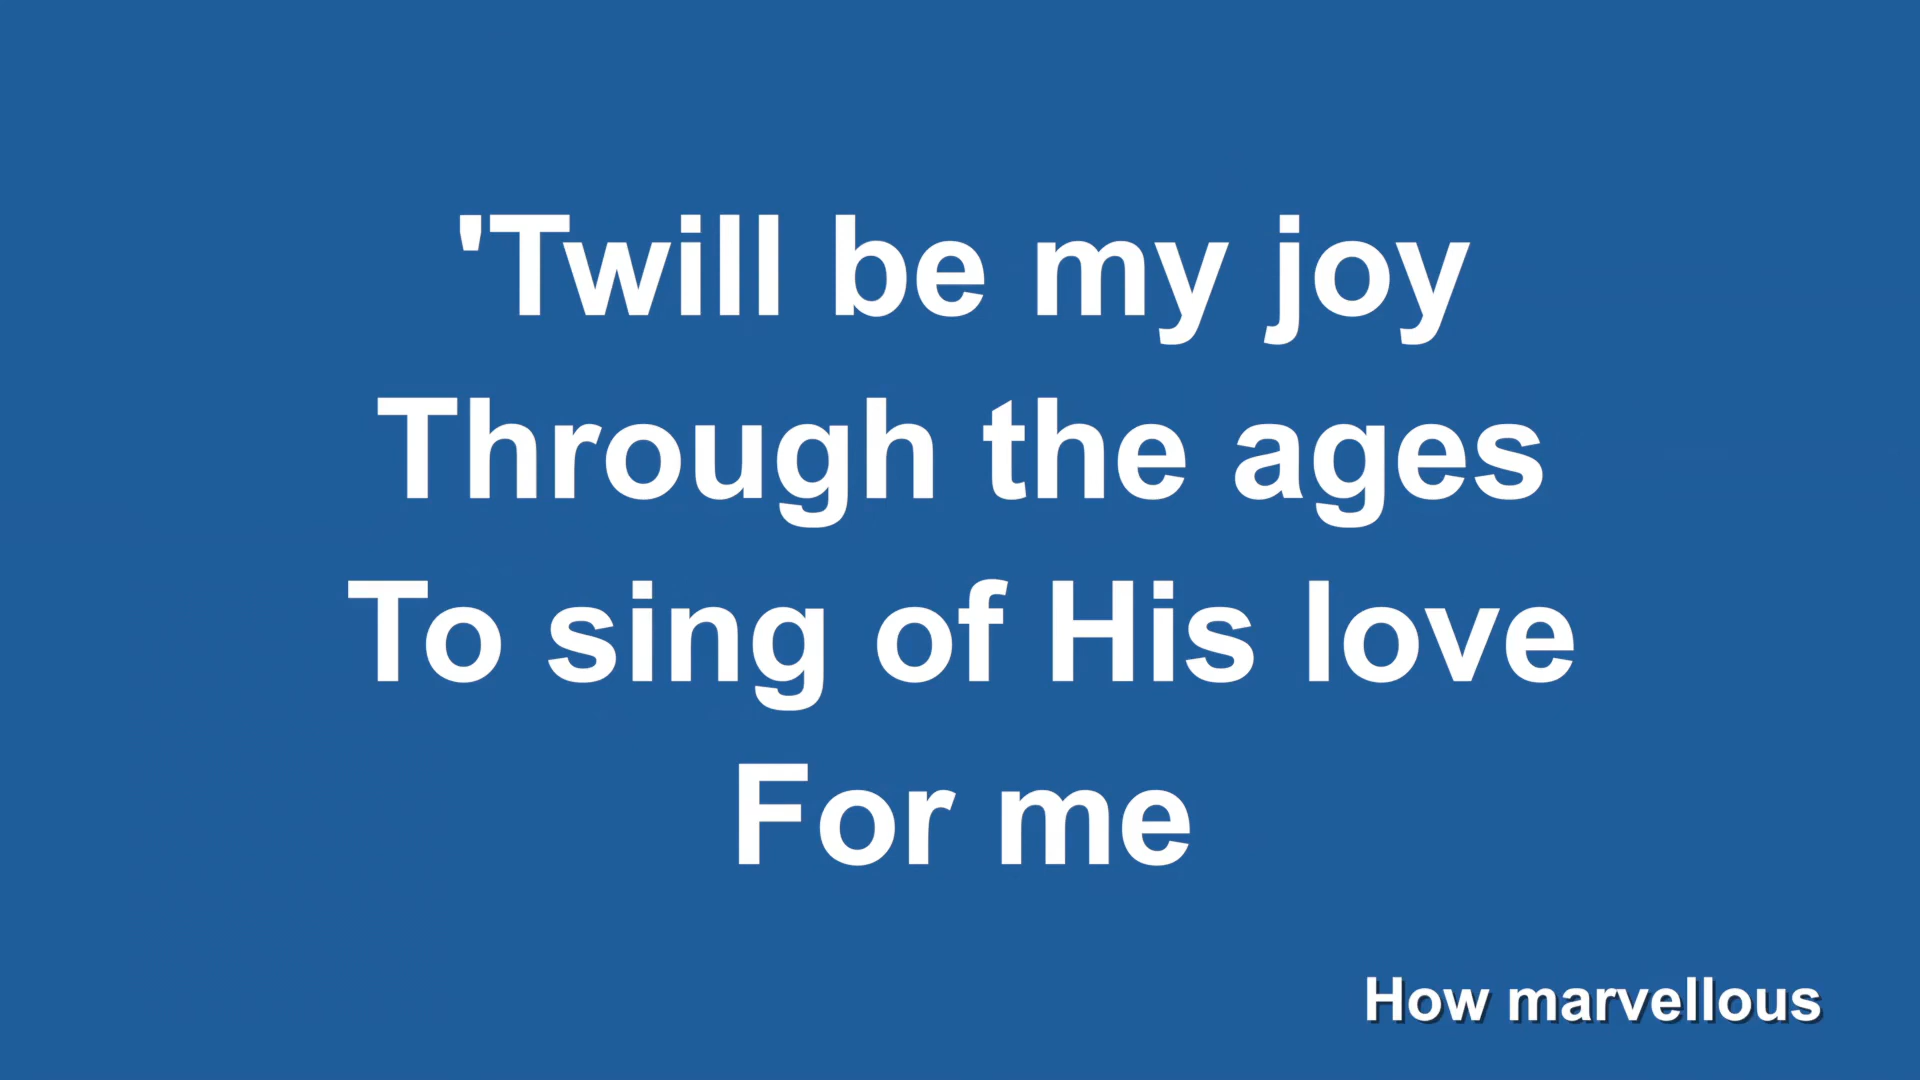 'Twill be my joy
Through the ages
To sing of His love
For me
How marvellous